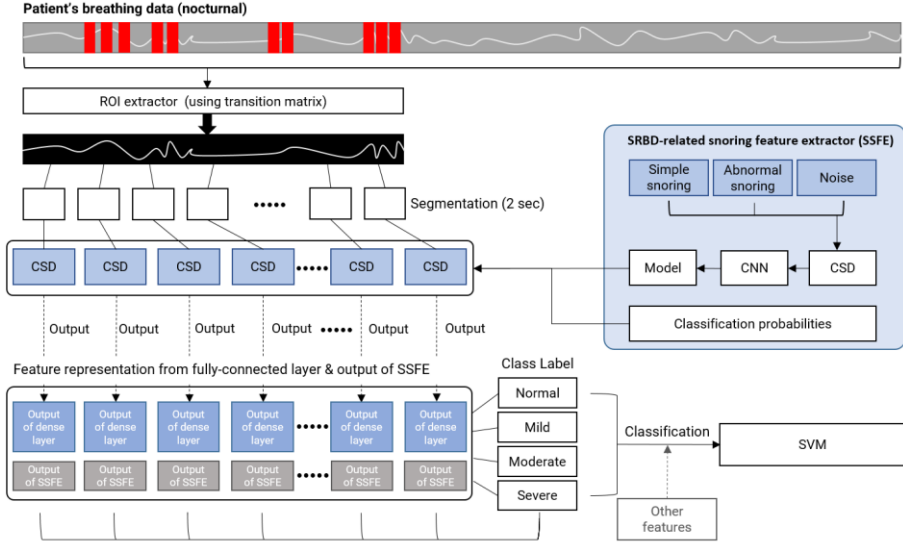 Patient's breathing data (nocturnal)
ROI extractor (using transition matrix)
SRBD-related snoring feature extractor (SSFE)
Simple
snoring
Abnormal
snoring
Noise
Segmentation (2 sec)
CSD
CSD
CSD
CSD
CSD
CSD
Model
CNN
CSD
Classification probabilities
Output
Output
Output
Output
Output
Output
Feature representation from fully-connected layer & output of SSFE
Class Label
Output
of dense
layer
Output
of dense
layer
Output
of dense
layer
Output
of dense
layer
Output
of dense
layer
Output
of dense
layer
Output
of SSFE
Output
of SSFE
Output
of SSFE
Output
of SSFE
Output
of SSFE
Output
of SSFE
Normal
Mild
Moderate
Severe
Classification
SVM
Other
features